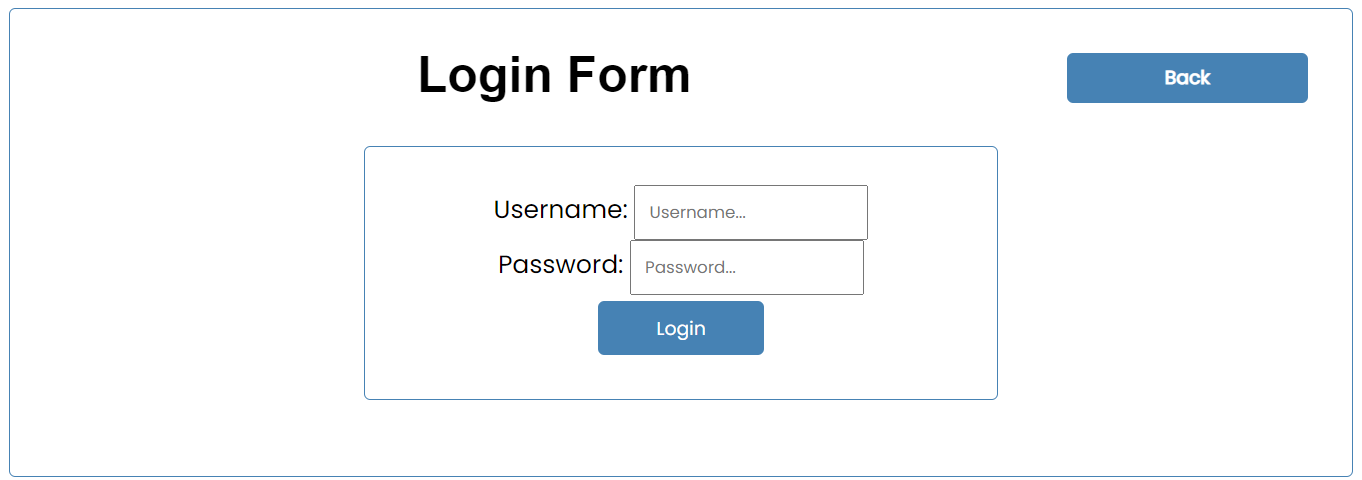 Login Form
Back
Username: Username...
Password: Password...
Login